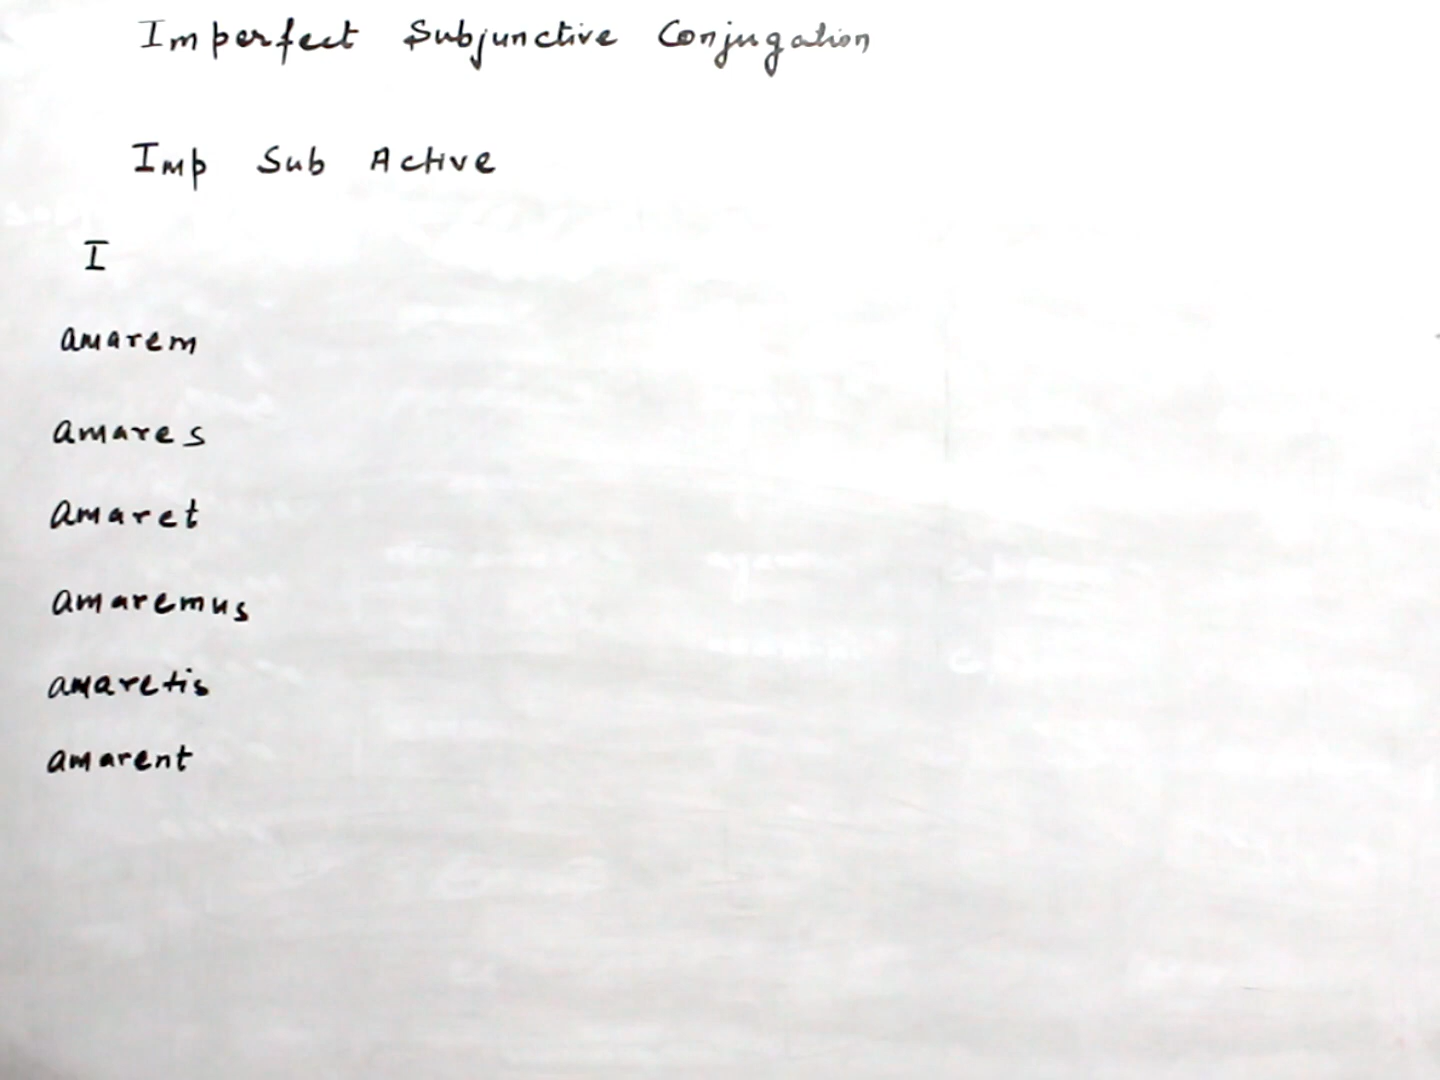 Imperfect Subjunctive Conjugation
Imp Sub Active
I
amarem
amares
amaret
amaremus
amaretis
amarent